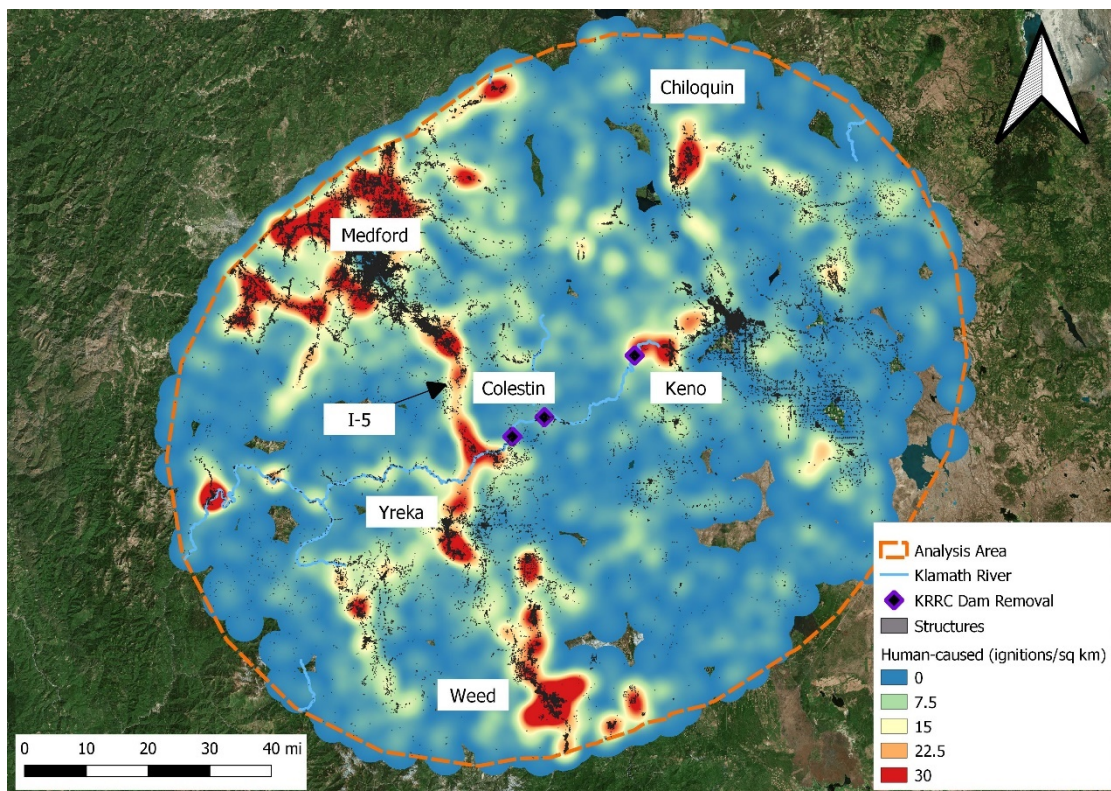 Chiloquin
Medford
Colestin
I-5
Keno
Yreka
Weed
0 10 20 30 40 mi
Analysis Area
Klamath River
KRRC Dam Removal
Structures
Human-caused (ignitions/sq km)
0
7.5
15
22.5
30